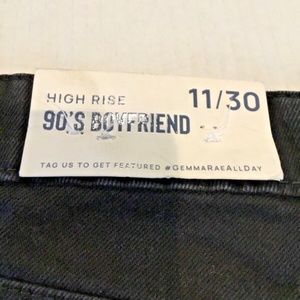 HIGH RISE 11/30
90'S BOYFRIEND
TAG US TO GET FEATURED #GEMMARAEALLDAY